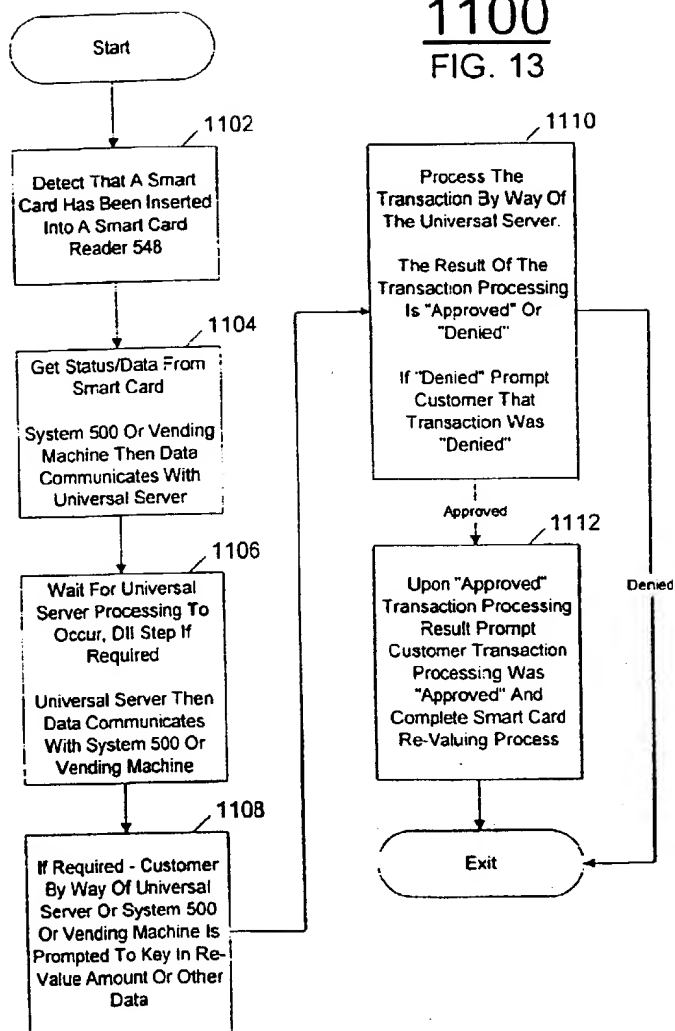 1100
FIG. 13
Start
1102
Detect That A Smart
Card Has Been Inserted
Into A Smart Card
Reader 548
1104
Get Status/Data From
Smart Card
System 500 Or Vending
Machine Then Data
Communicates With
Universal Server
1106
Wait For Universal
Server Processing To
Occur, DII Step If
Required
Universal Server Then
Data Communicates
With System 500 Or
Vending Machine
1108
If Required - Customer
By Way Of Universal
Server Or System 500
Or Vending Machine Is
Prompted To Key In Re-
Value Amount Or Other
Data
1110
Process The
Transaction By Way Of
The Universal Server.
The Result Of The
Transaction Processing
Is "Approved" Or
"Denied"
If "Denied" Prompt
Customer That
Transaction Was
"Denied"
Approved
1112
Upon "Approved"
Transaction Processing
Result Prompt
Customer Transaction
Processing Was
"Approved" And
Complete Smart Card
Re-Valuing Process
Denied
Exit